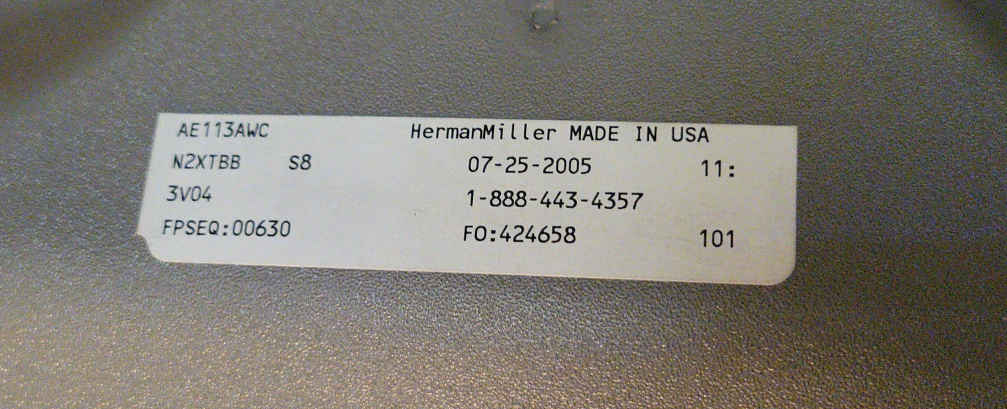 AE113AWC HermanMiller MADE IN USA
N2XTBB S8 07-25-2005 11:
3V04 1-888-443-4357
FPSEQ:00630 FO:424658 101